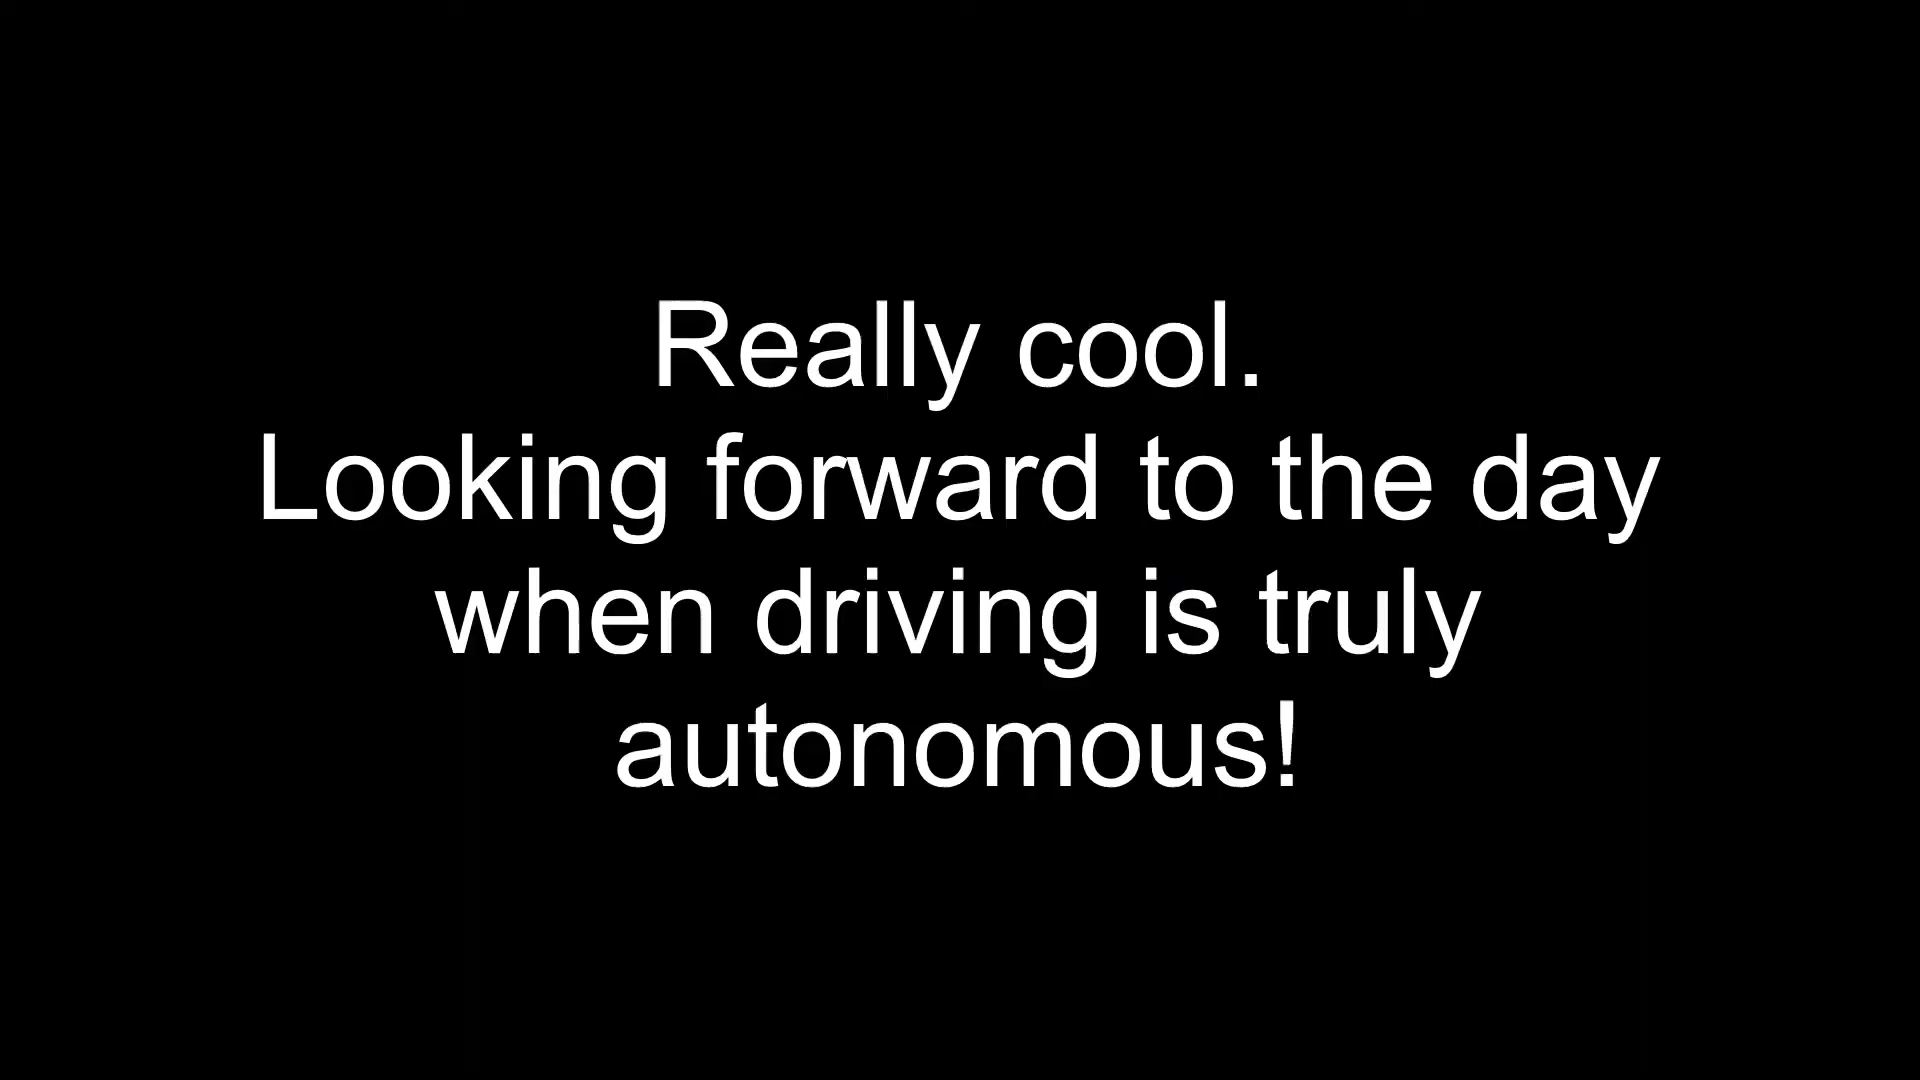 Really cool.
Looking forward to the day
when driving is truly
autonomous!